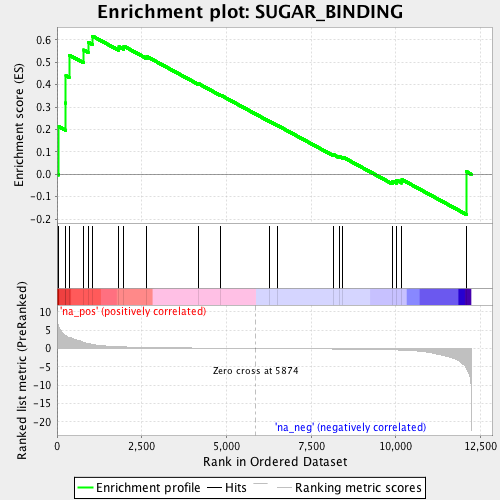 Enrichment plot: SUGAR_BINDING
Enrichment score (ES)
0.6
0.5
0.4
0.3
0.2
0.1
0.0
-0.1
-0.2
'na_pos' (positively correlated)
Ranked list metric (PreRanked)
10
5
0
-5
-10
-15
-20
Zero cross at 5874
'na_neg' (negatively correlated)
0
2,500
5,000
7,500
10,000
12,500
Rank in Ordered Dataset
Enrichment profile
Hits
Ranking metric scores